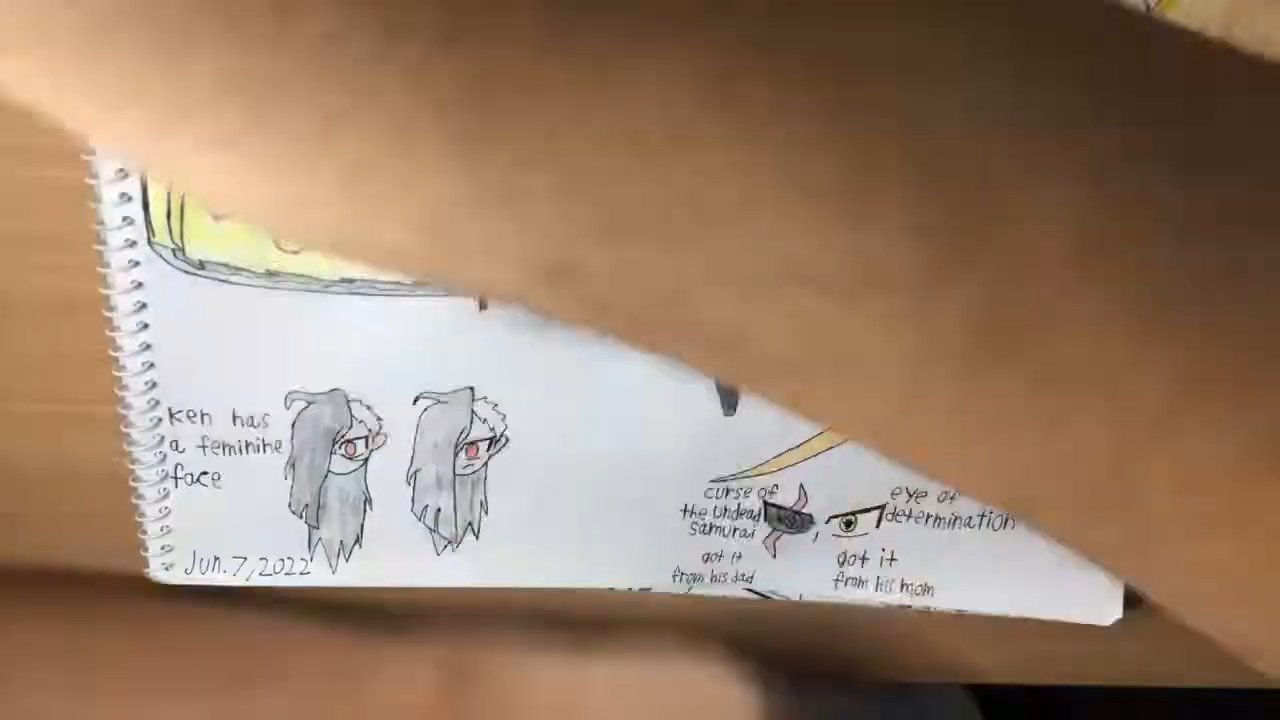 Ken has
a feminine
face
Jun.7,2022
curse of
the undead
samurai
got it
from his dad
eye of
determination
got it
from his mom